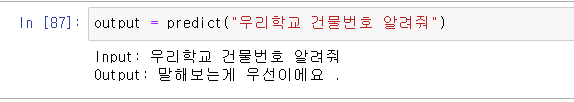 In [87]: output = predict("우리학교 건물번호 알려줘")
Input: 우리학교 건물번호 알려줘
Output: 말해보는게 우선이에요 .